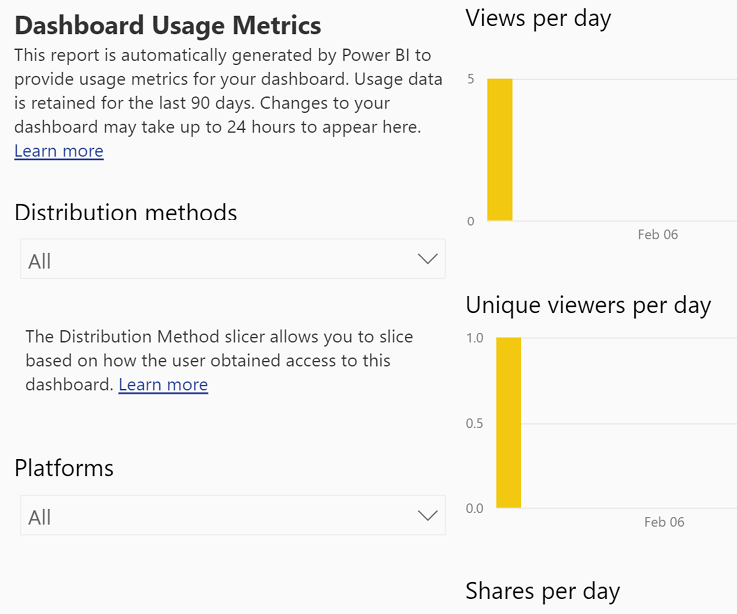 Dashboard Usage Metrics
This report is automatically generated by Power BI to
provide usage metrics for your dashboard. Usage data
is retained for the last 90 days. Changes to your
dashboard may take up to 24 hours to appear here.
Learn more
Distribution methods
All
The Distribution Method slicer allows you to slice
based on how the user obtained access to this
dashboard. Learn more
Platforms
All
Views per day
5
0
Feb 06
Unique viewers per day
1.0
0.5
0.0
Feb 06
Shares per day